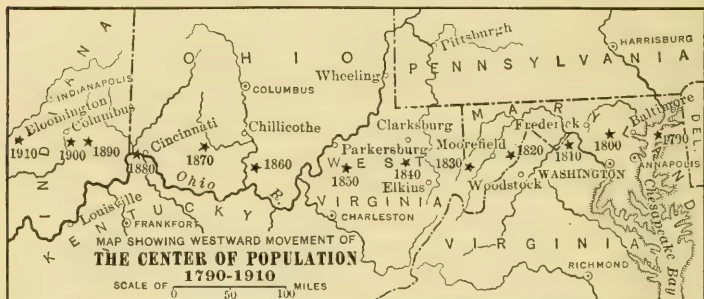 OHIO
PENNSYLVANIA
Pittsburgh
HARRISBURG
Wheeling
INDIANA
INDIANAPOLIS
COLUMBUS
Bloomington
Columbus
Cincinnati
Chillicothe
Clarksburg
MARYLAND
Frederick
Baltimore
DEL.
1910
1900
1890
1880
1870
1860
Parkersburg
1850
WEST VIRGINIA
1840
Elkins
Moorefield
1830
1820
Woodstock
1810
1800
1790
WASHINGTON
ANNAPOLIS
Chesapeake Bay
Ohio R.
Louisville
FRANKFORT
KENTUCKY
CHARLESTON
VIRGINIA
RICHMOND
MAP SHOWING WESTWARD MOVEMENT OF
THE CENTER OF POPULATION
1790-1910
SCALE OF 0 50 100 MILES